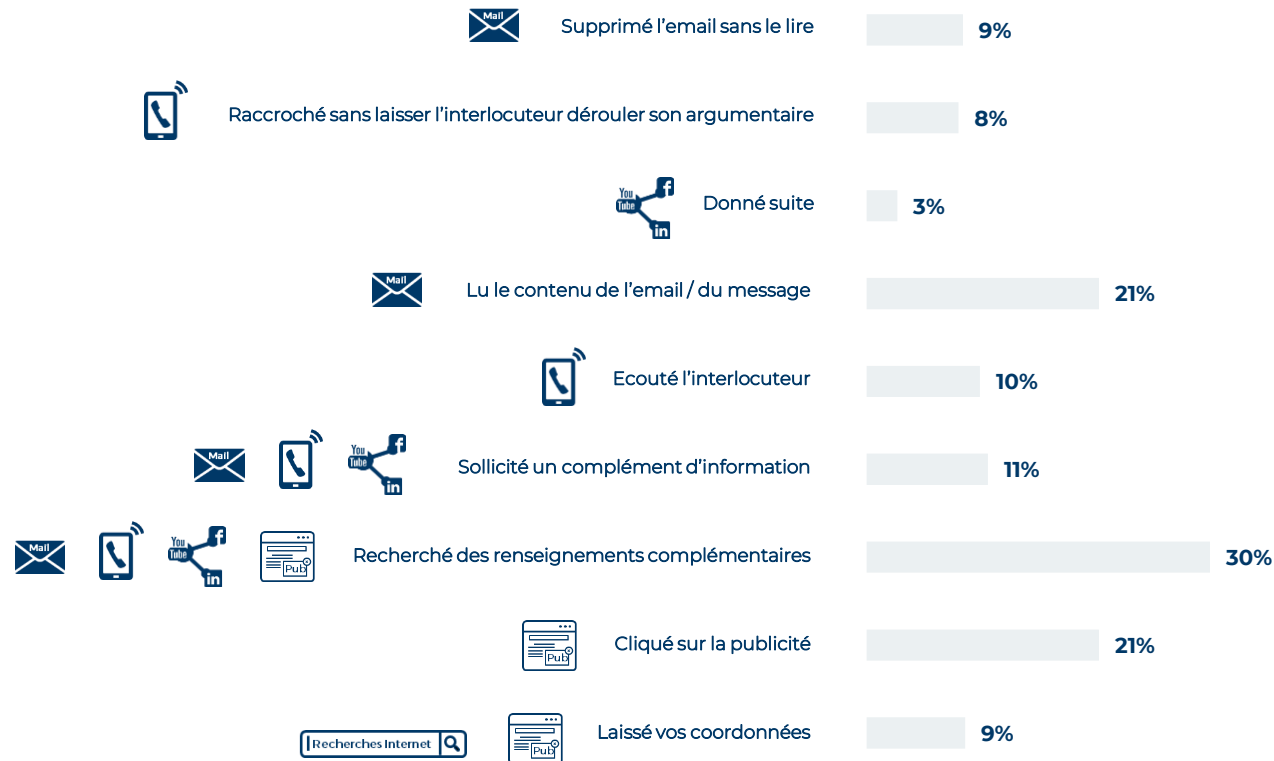 Mail
Supprimé l’email sans le lire
9%
Raccroché sans laisser l’interlocuteur dérouler son argumentaire
8%
You
Tube
f
in
Donné suite
3%
Mail
Lu le contenu de l’email / du message
21%
Ecouté l’interlocuteur
10%
Mail
You
Tube
f
in
Sollicité un complément d’information
11%
Mail
You
Tube
f
in
Pub
Recherché des renseignements complémentaires
30%
Pub
Cliqué sur la publicité
21%
Recherches Internet
Pub
Laissé vos coordonnées
9%